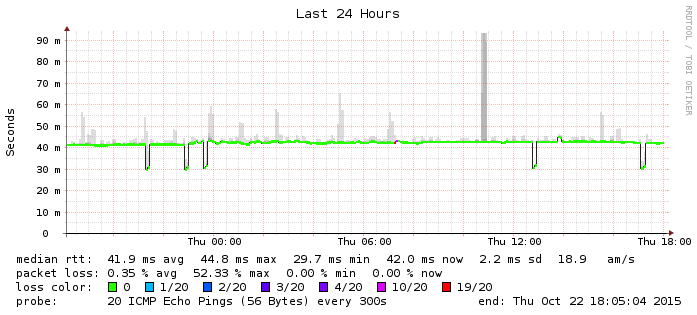 Last 24 Hours
RRDTOOL / TOBI OETIKER
Seconds
90 m
80 m
70 m
60 m
50 m
40 m
30 m
20 m
10 m
0
Thu 00:00 Thu 06:00 Thu 12:00 Thu 18:00
median rtt: 41.9 ms avg 44.8 ms max 29.7 ms min 42.0 ms now 2.2 ms sd 18.9 am/s
packet loss: 0.35 % avg 52.33 % max 0.00 % min 0.00 % now
loss color: 0 1/20 2/20 3/20 4/20 10/20 19/20
probe: 20 ICMP Echo Pings (56 Bytes) every 300s end: Thu Oct 22 18:05:04 2015